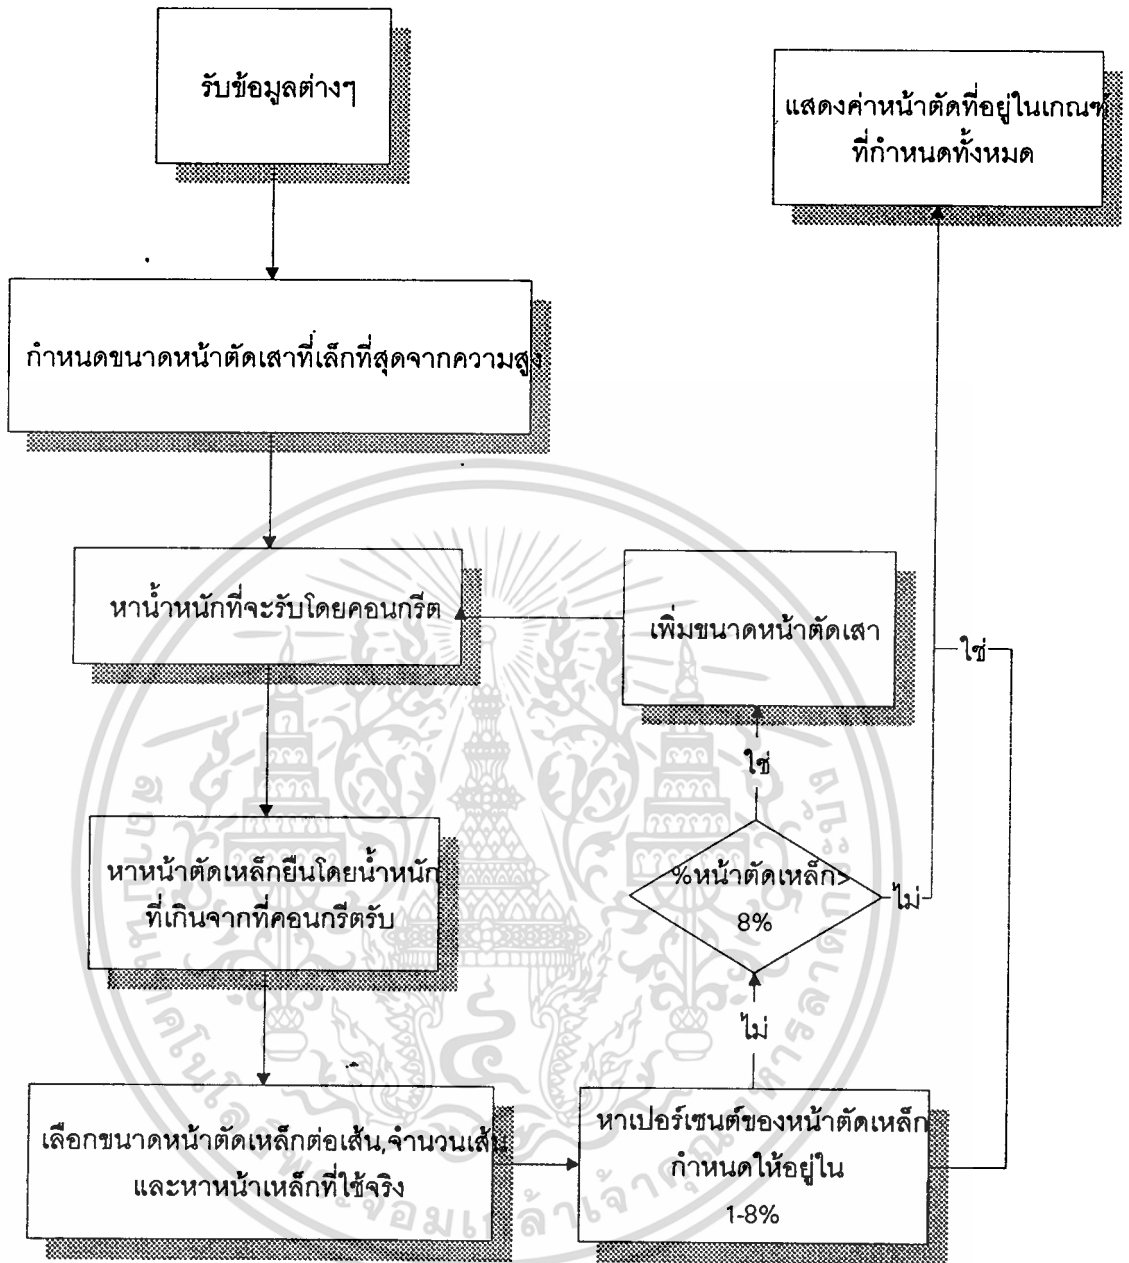 รับข้อมูลต่างๆ
กำหนดขนาดหน้าตัดเสาที่เล็กที่สุดจากความสูง
หาน้ำหนักที่จะรับโดยคอนกรีต
หาหน้าตัดเหล็กยืนโดยน้ำหนัก
ที่เกินจากที่คอนกรีตรับ
เลือกขนาดหน้าตัดเหล็กต่อเส้น,จำนวนเส้น
และหาหน้าเหล็กที่ใช้จริง
หาเปอร์เซนต์ของหน้าตัดเหล็ก
กำหนดให้อยู่ใน
1-8%
ไม่
%หน้าตัดเหล็ก>
8%
ไม่
ใช่
เพิ่มขนาดหน้าตัดเสา
ใช่
แสดงค่าหน้าตัดที่อยู่ในเกณฑ์
ที่กำหนดทั้งหมด